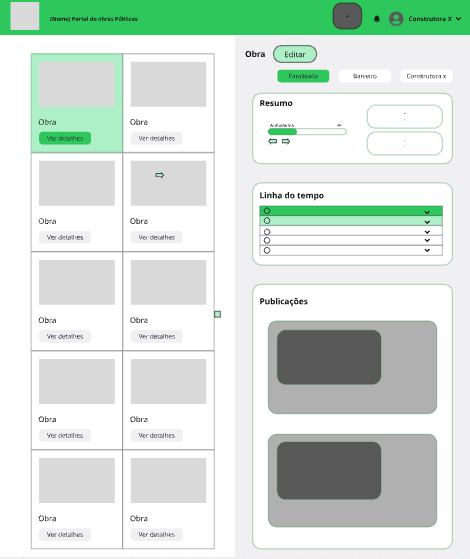 (Nome) Portal de obras Públicas
+
Construtora X
Obra
Editar
Paralisada
Barreiro
Construtora x
Resumo
Linha do tempo
Publicações
Obra
Ver detalhes
Obra
Ver detalhes
Obra
Ver detalhes
Obra
Ver detalhes
Obra
Ver detalhes
Obra
Ver detalhes
Obra
Ver detalhes
Obra
Ver detalhes
Obra
Ver detalhes
Obra
Ver detalhes